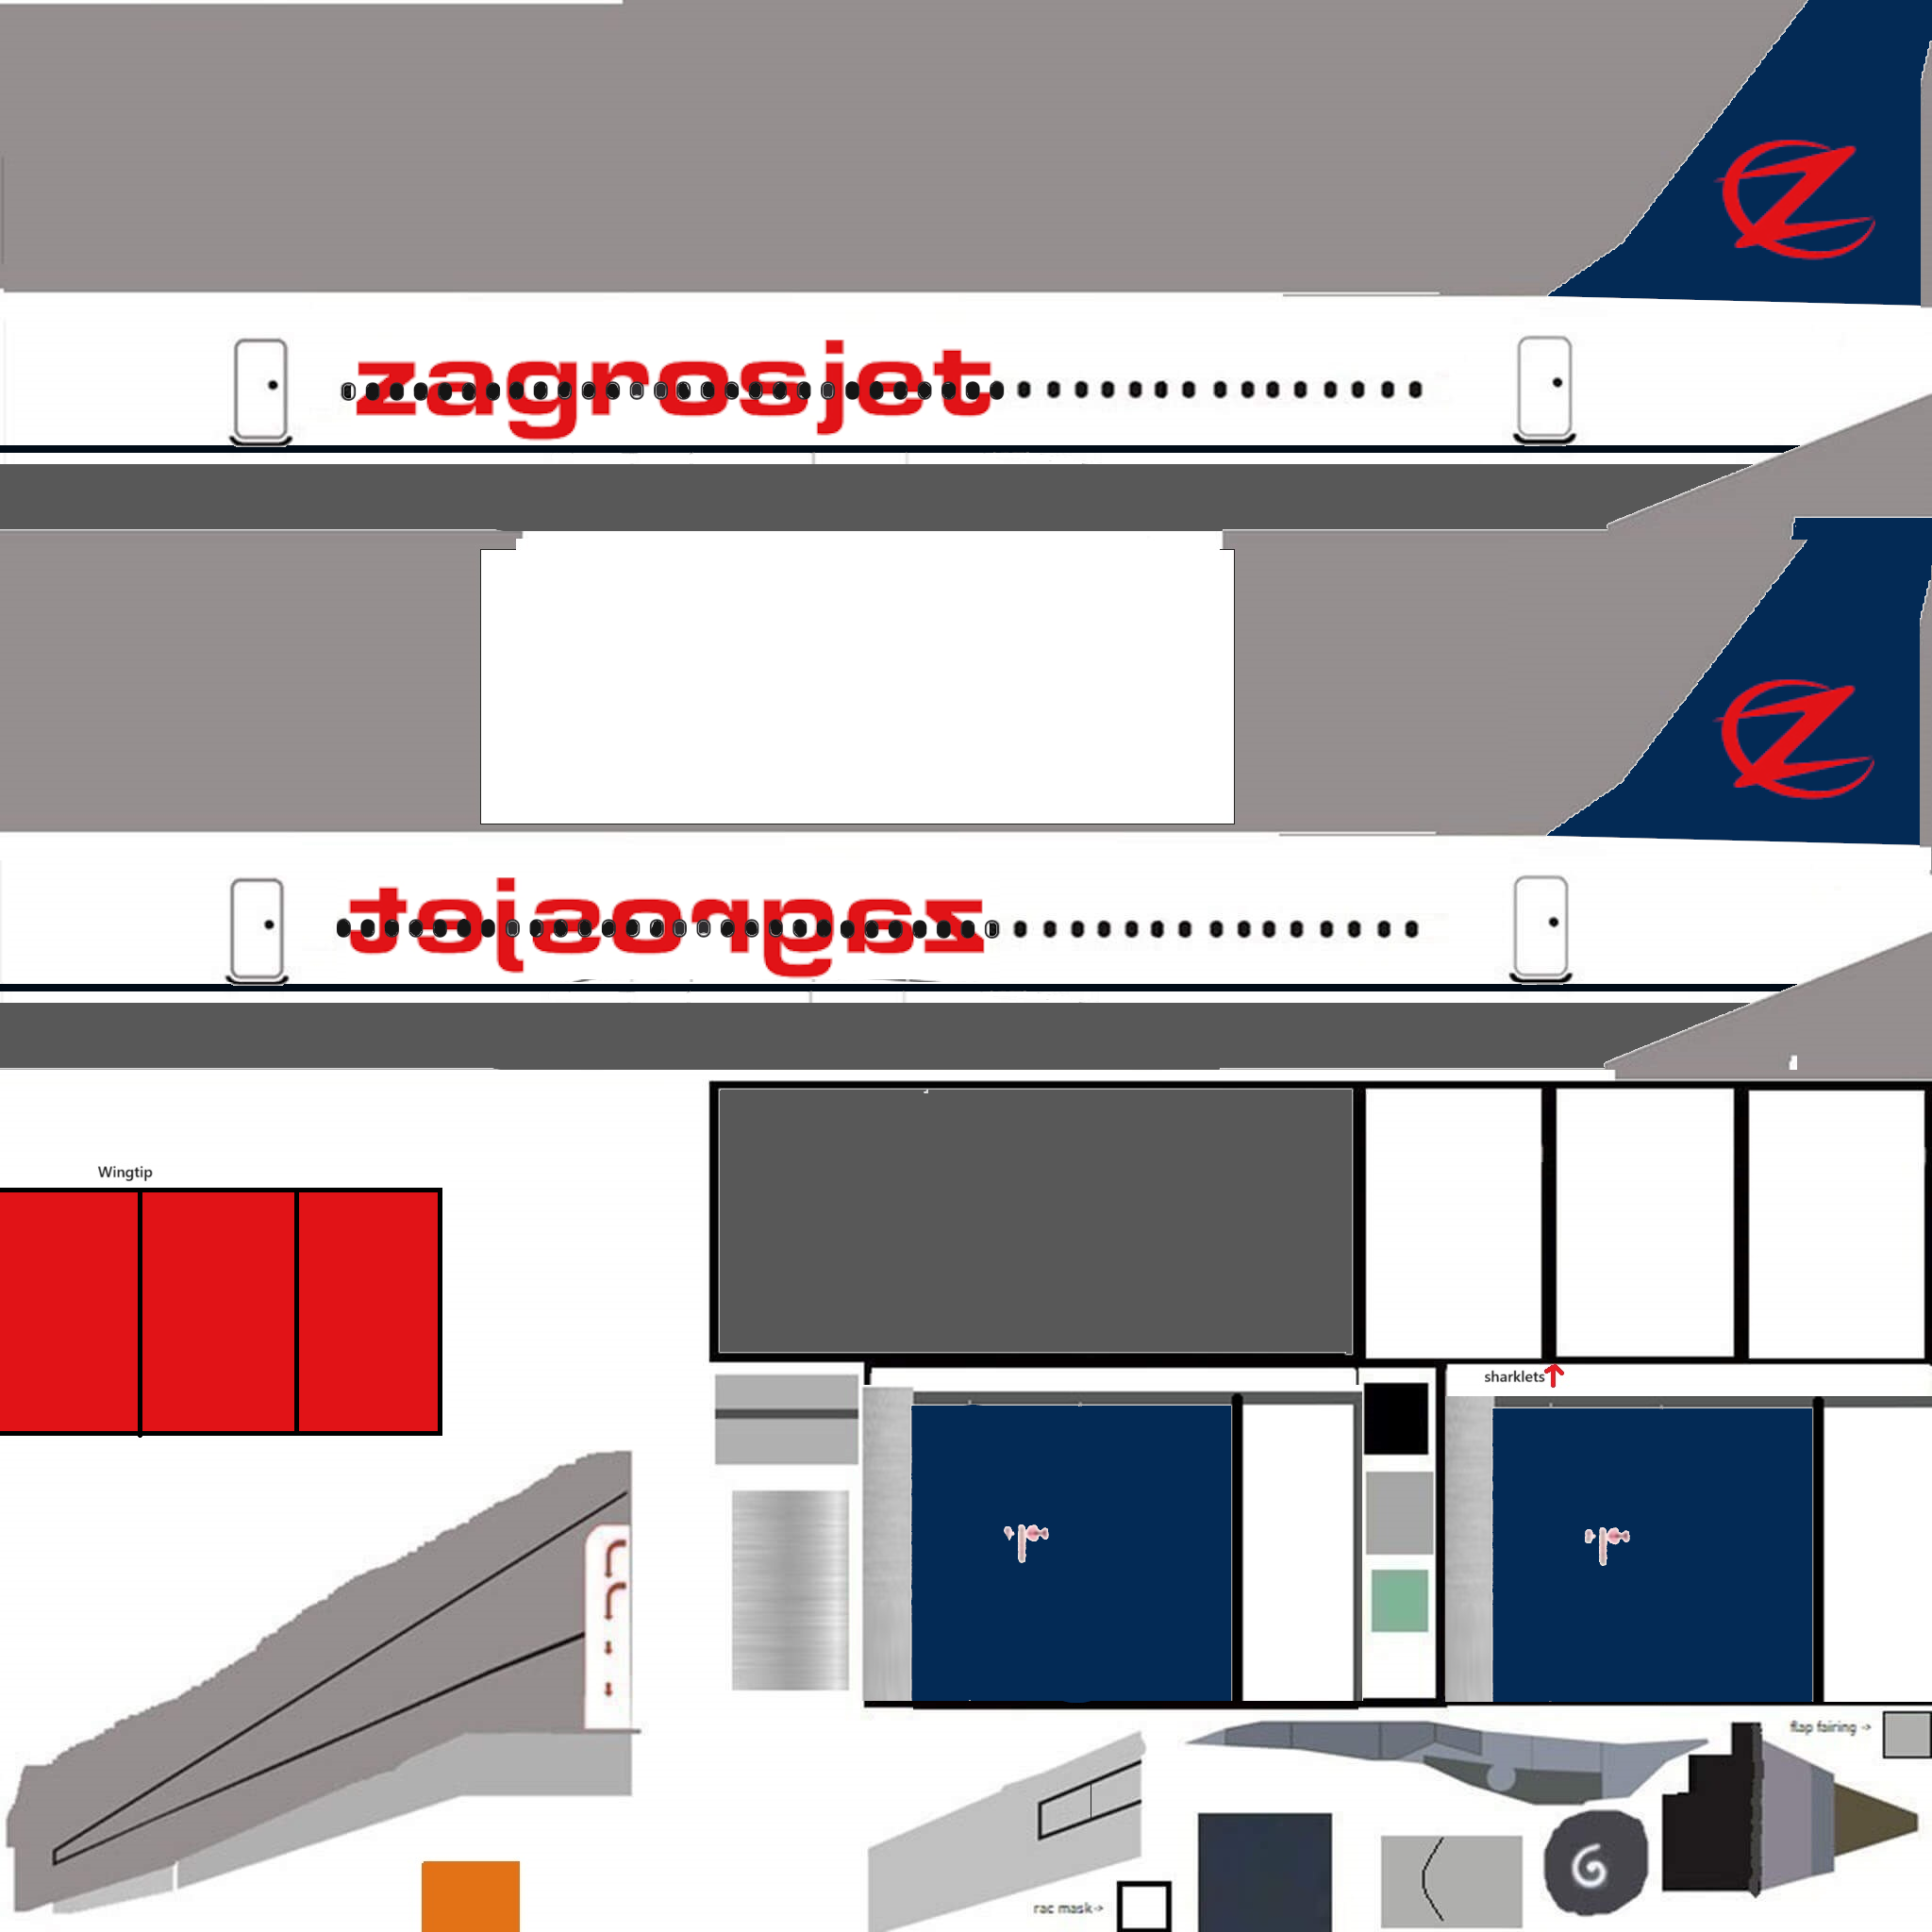 Z
zagrosjet
Z
zagrosjet
Wingtip
sharklets
flap fairing ->
rac mask->